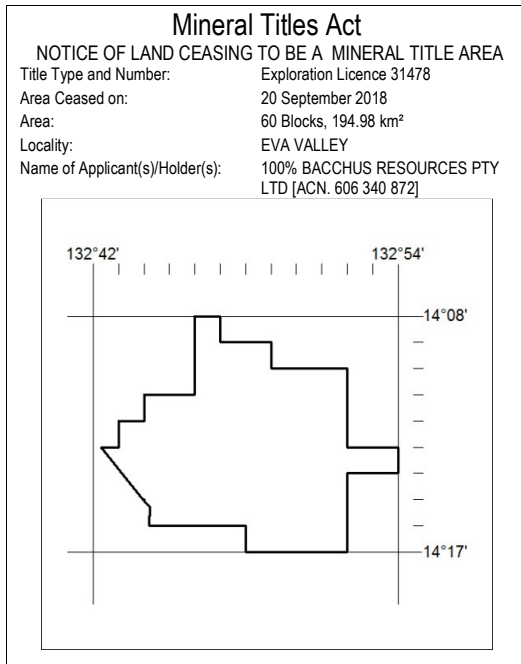 Mineral Titles Act
NOTICE OF LAND CEASING TO BE A MINERAL TITLE AREA
Title Type and Number: Exploration Licence 31478
Area Ceased on: 20 September 2018
Area: 60 Blocks, 194.98 km²
Locality: EVA VALLEY
Name of Applicant(s)/Holder(s): 100% BACCHUS RESOURCES PTY
LTD [ACN. 606 340 872]
132°42' 132°54'
14°08'
14°17'